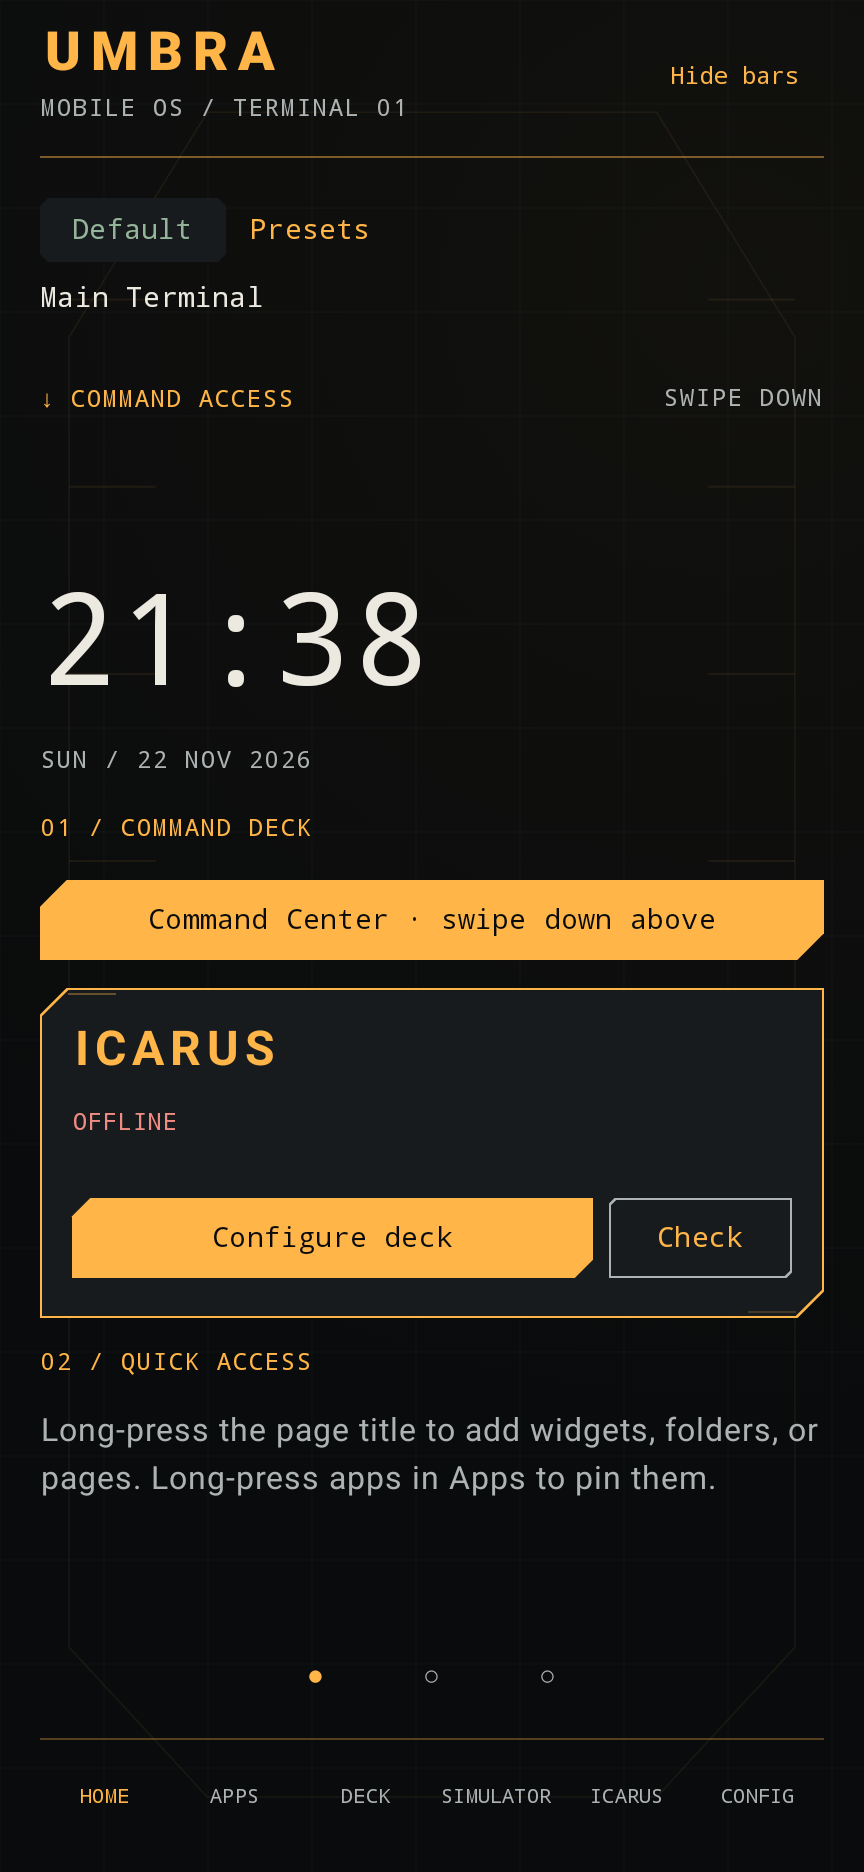 UMBRA
MOBILE OS / TERMINAL 01
Hide bars
Default
Presets
Main Terminal
↓ COMMAND ACCESS
SWIPE DOWN
21:38
SUN / 22 NOV 2026
01 / COMMAND DECK
Command Center · swipe down above
ICARUS
OFFLINE
Configure deck
Check
02 / QUICK ACCESS
Long-press the page title to add widgets, folders, or
pages. Long-press apps in Apps to pin them.
HOME
APPS
DECK
SIMULATOR
ICARUS
CONFIG